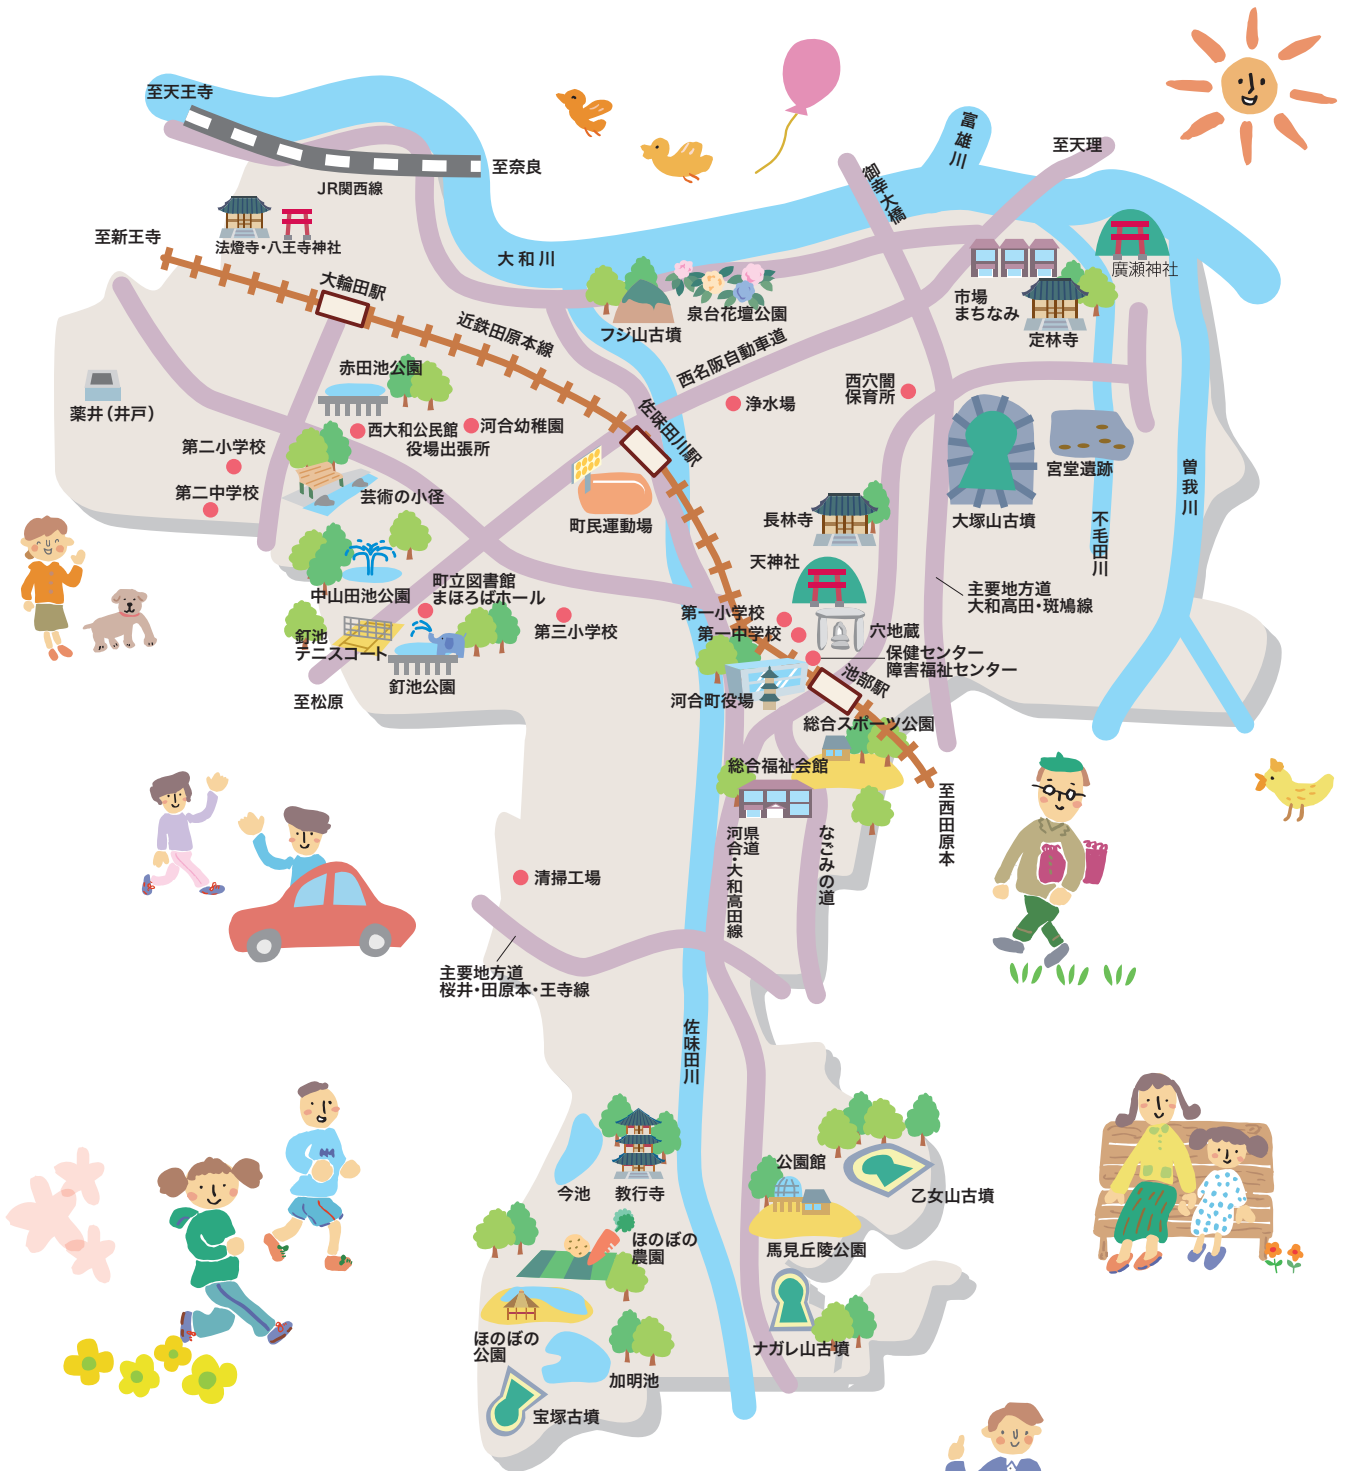 至天王寺
至奈良
JR関西線
富雄川
至天理
御幸大橋
至新王寺
法燈寺・八王寺神社
大和川
廣瀬神社
大輪田駅
市場
まちなみ
近鉄田原本線
フジ山古墳
泉台花壇公園
定林寺
西名阪自動車道
赤田池公園
西穴闇
保育所
薬井(井戸)
浄水場
佐味田川駅
西大和公民館
役場出張所
河合幼稚園
第二小学校
宮堂遺跡
曽我川
第二中学校
芸術の小径
町民運動場
長林寺
大塚山古墳
不毛田川
天神社
町立図書館
まほろばホール
中山田池公園
主要地方道
大和高田・斑鳩線
第一小学校
第一中学校
第三小学校
穴地蔵
釘池
テニスコート
保健センター
障害福祉センター
釘池公園
池部駅
河合町役場
至松原
総合スポーツ公園
総合福祉会館
至西田原本
県道
河合・大和高田線
なごみの道
清掃工場
主要地方道
桜井・田原本・王寺線
佐味田川
公園館
今池
教行寺
乙女山古墳
ほのぼの
農園
馬見丘陵公園
ほのぼの
公園
ナガレ山古墳
加明池
宝塚古墳